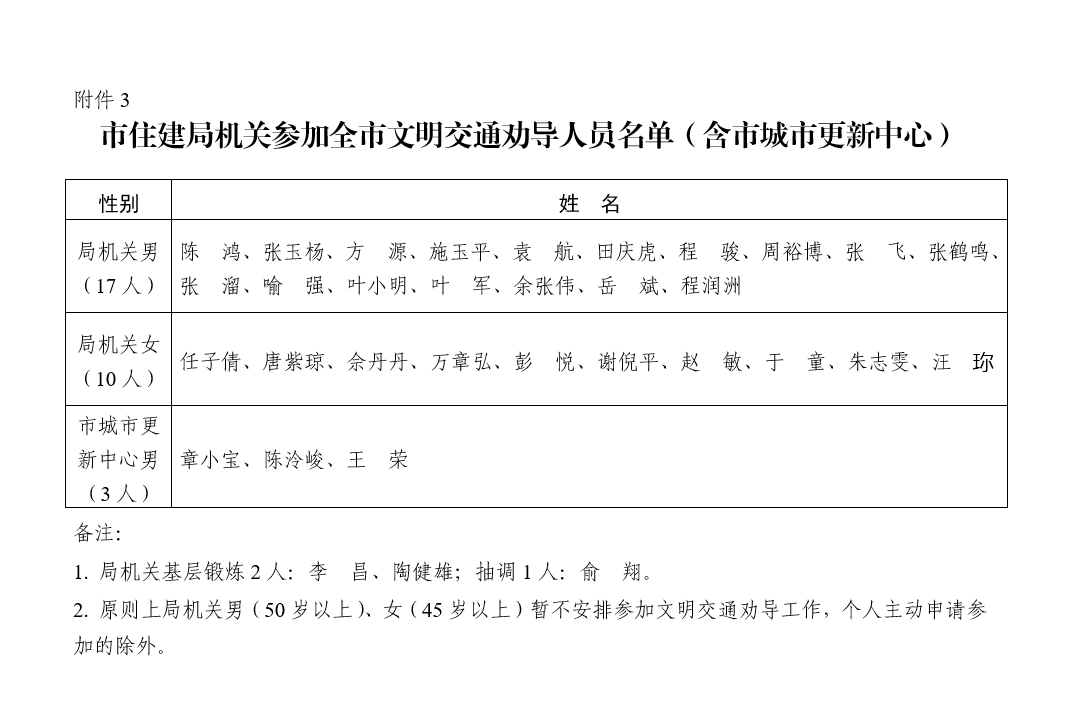 附件 3
市住建局机关参加全市文明交通劝导人员名单（含市城市更新中心）
性别
姓　名
局机关男
（17 人）
陈　鸿、张玉杨、方　源、施玉平、袁　航、田庆虎、程　骏、周裕博、张　飞、张鹤鸣、
张　溜、喻　强、叶小明、叶　军、余张伟、岳　斌、程润洲
局机关女
（10 人）
任子倩、唐紫琼、佘丹丹、万章弘、彭　悦、谢倪平、赵　敏、于　童、朱志雯、汪　珎
市城市更
新中心男
（3 人）
章小宝、陈泠峻、王　荣
备注：
1. 局机关基层锻炼 2 人：李　昌、陶健雄；抽调 1 人：俞　翔。
2. 原则上局机关男（50 岁以上）、女（45 岁以上）暂不安排参加文明交通劝导工作，个人主动申请参
加的除外。